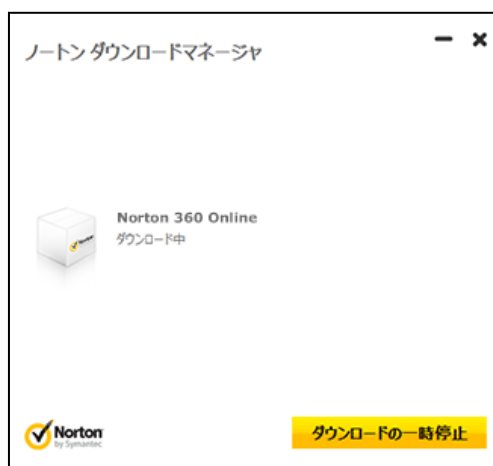 ノートン ダウンロードマネージャ
Norton 360 Online
ダウンロード中
Norton
Norton
by Symantec
ダウンロードの一時停止